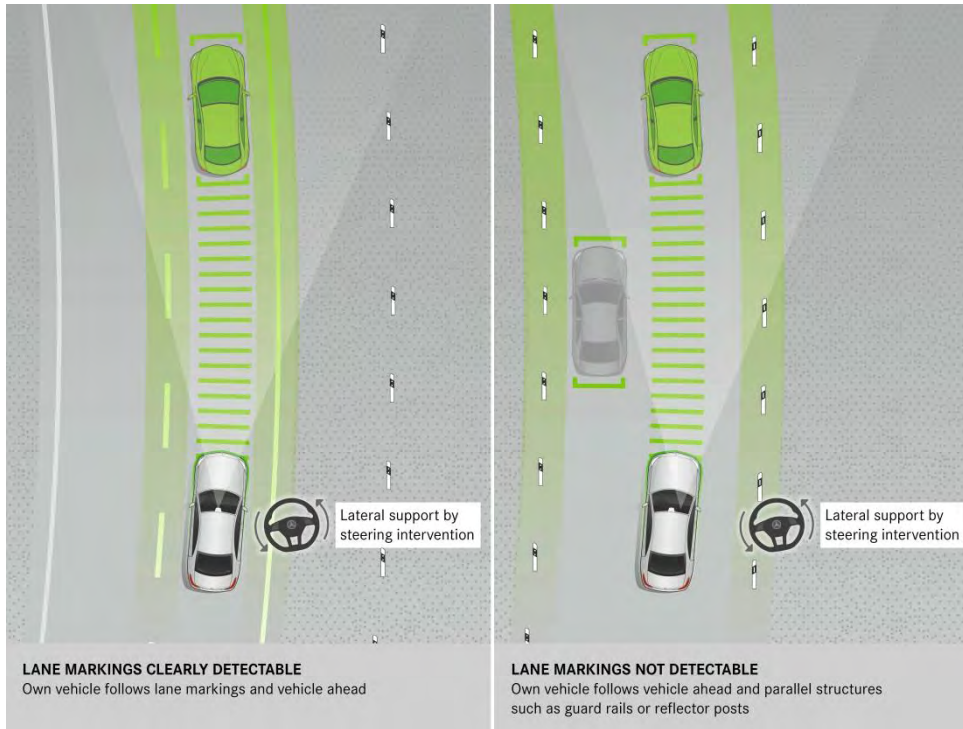 Lateral support by
steering intervention
LANE MARKINGS CLEARLY DETECTABLE
Own vehicle follows lane markings and vehicle ahead
Lateral support by
steering intervention
LANE MARKINGS NOT DETECTABLE
Own vehicle follows vehicle ahead and parallel structures
such as guard rails or reflector posts